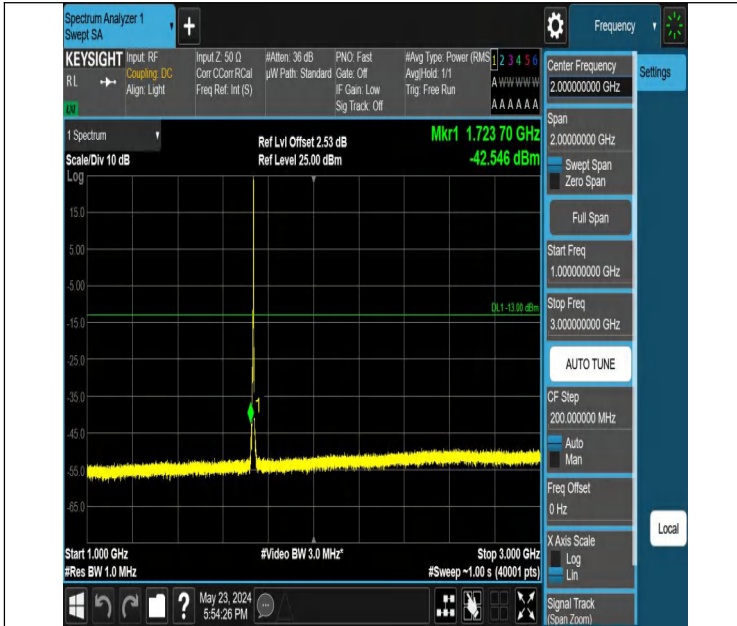 Spectrum Analyzer 1
Swept SA
+
Frequency
KEYSIGHT
RL
Input: RF
Coupling: DC
Align: Light
Input Z: 50 Ω
Corr CCorr RCal
Freq Ref: Int (S)
#Atten: 36 dB
µW Path: Standard
PNO: Fast
Gate: Off
IF Gain: Low
Sig Track: Off
#Avg Type: Power (RMS
Avg|Hold: 1/1
Trig: Free Run
1 2 3 4 5 6
A W W W W W
A A A A A A
1 Spectrum
Scale/Div 10 dB
Log
Ref Lvl Offset 2.53 dB
Ref Level 25.00 dBm
Mkr1 1.723 70 GHz
-42.546 dBm
15.0
5.00
-5.00
-15.0
-25.0
-35.0
-45.0
-55.0
-65.0
DL1 -13.00 dBm
1
Start 1.000 GHz
#Res BW 1.0 MHz
#Video BW 3.0 MHz*
Stop 3.000 GHz
#Sweep ~1.00 s (40001 pts)
Center Frequency
2.000000000 GHz
Settings
Span
2.00000000 GHz
Swept Span
Zero Span
Full Span
Start Freq
1.000000000 GHz
Stop Freq
3.000000000 GHz
AUTO TUNE
CF Step
200.000000 MHz
Auto
Man
Freq Offset
0 Hz
X Axis Scale
Log
Lin
Local
Signal Track
(Span Zoom)
?
May 23, 2024
5:54:26 PM